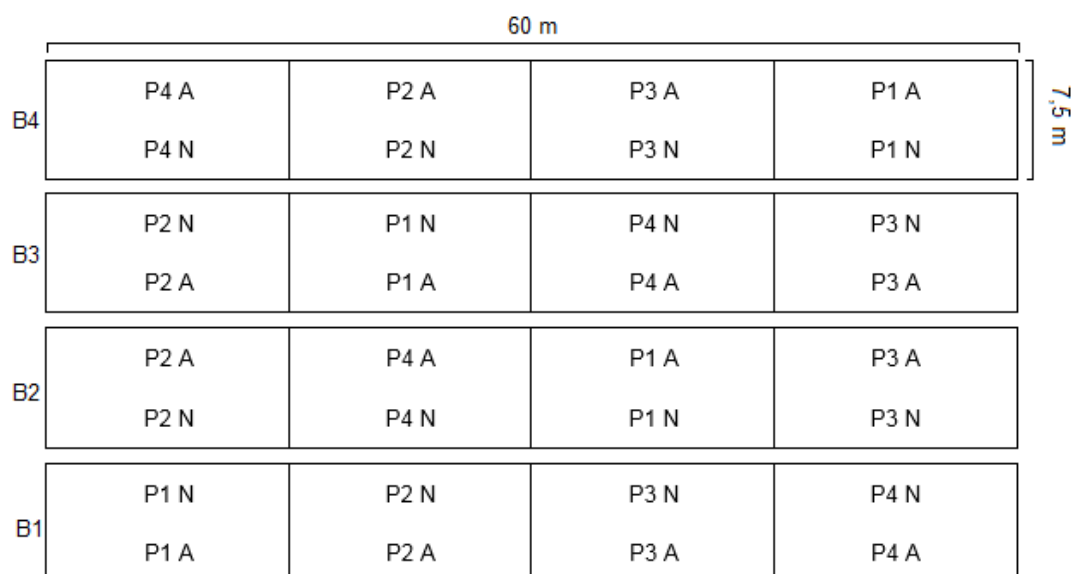 60 m
B4
P4 A P2 A P3 A P1 A
P4 N P2 N P3 N P1 N
7,5 m
B3
P2 N P1 N P4 N P3 N
P2 A P1 A P4 A P3 A
B2
P2 A P4 A P1 A P3 A
P2 N P4 N P1 N P3 N
B1
P1 N P2 N P3 N P4 N
P1 A P2 A P3 A P4 A